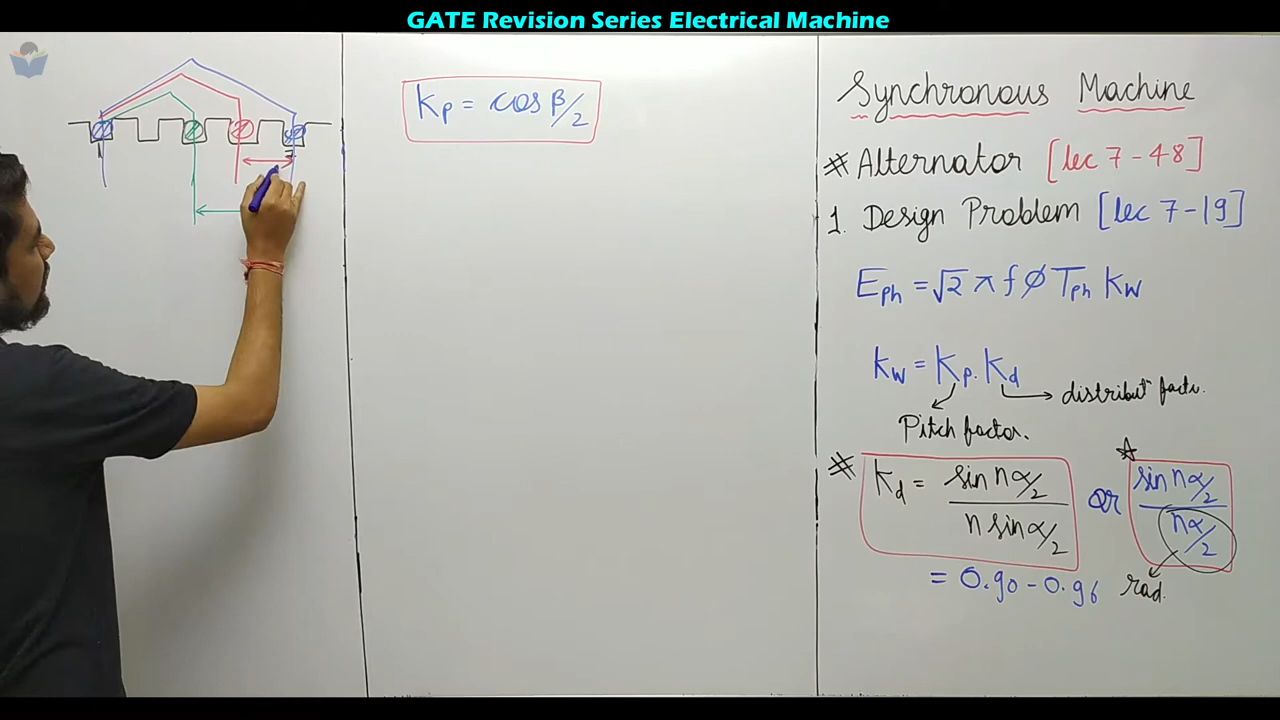 GATE Revision Series Electrical Machine
Kp = cos β/2
Synchronous Machine
* Alternator [lec 7-48]
1. Design Problem [lec 7-19]
Eph = √2 π f Ø Tph Kw
Kw = Kp. Kd
distribut factr.
Pitch factor.
* Kd = sin nα/2 / n sin α/2 or sin nα/2 / nα/2
= 0.90 - 0.96 rad.